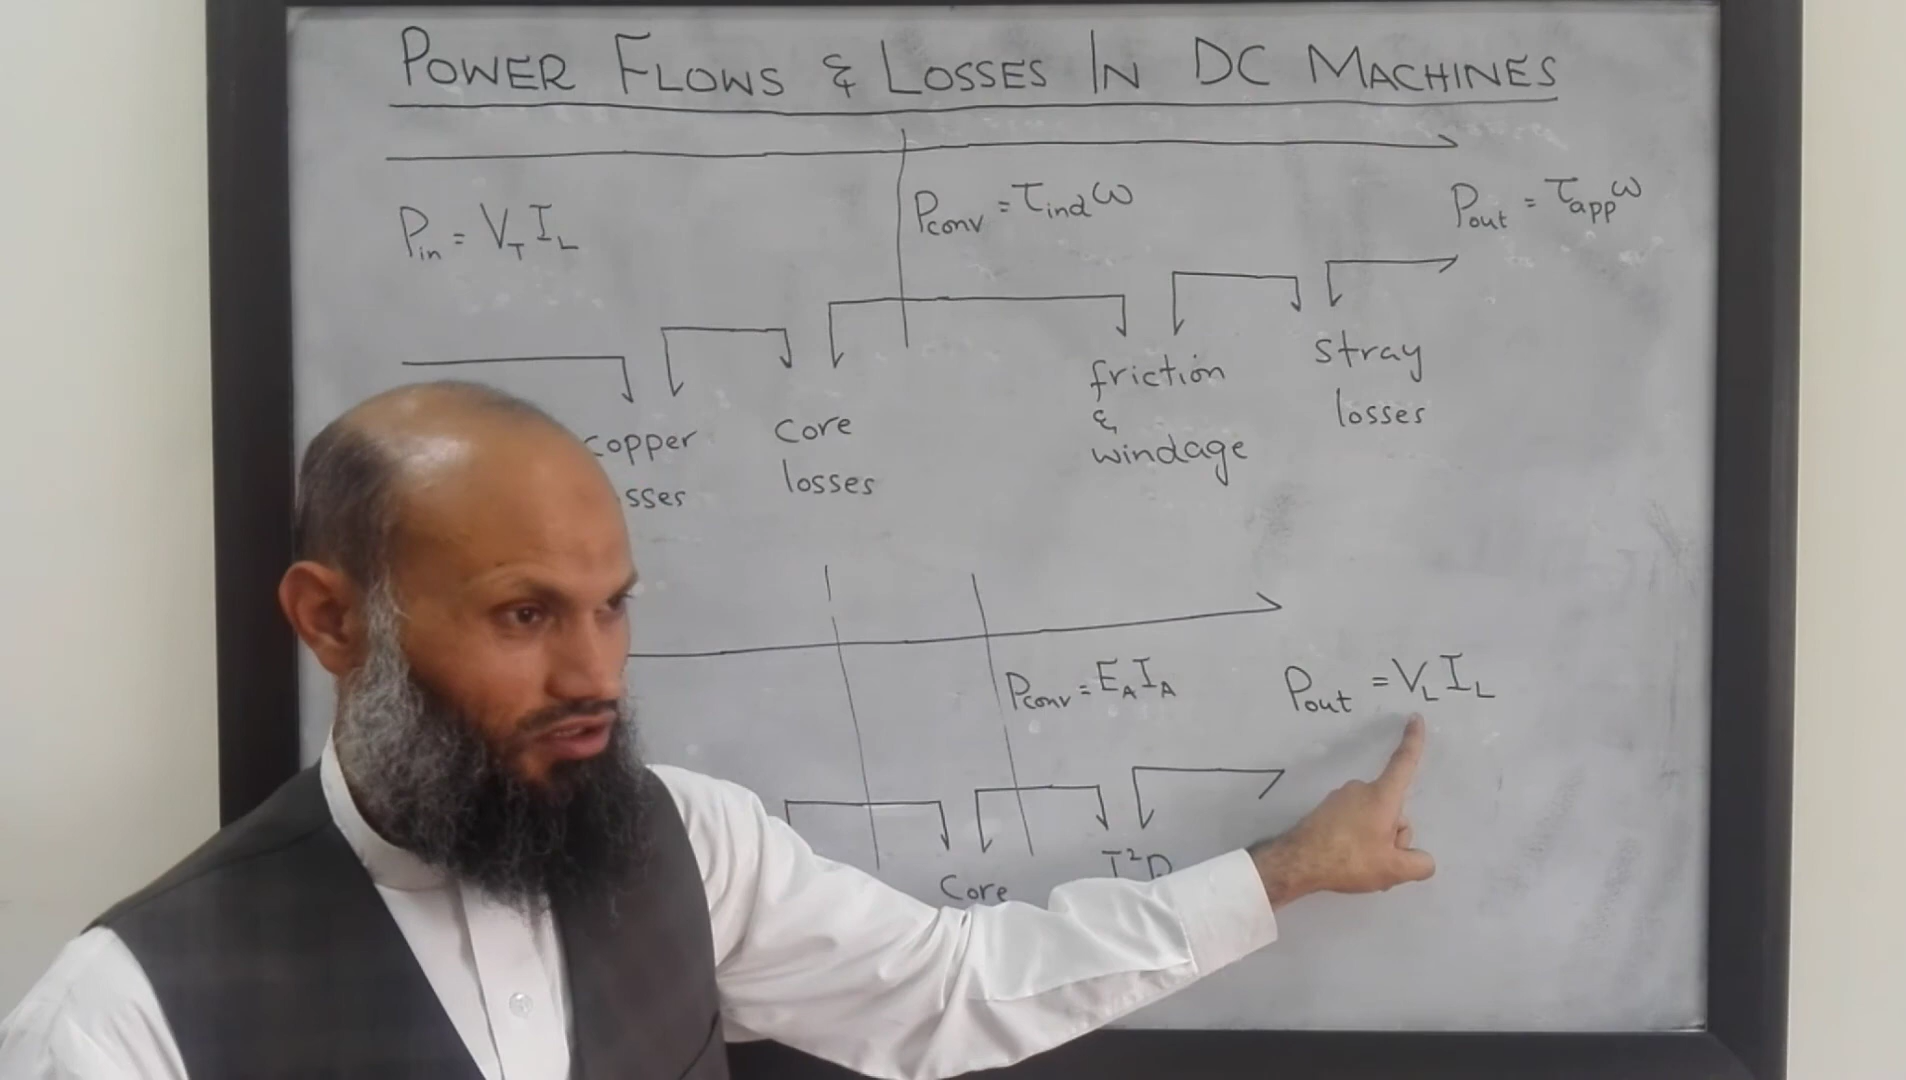 POWER FLOWS & LOSSES IN DC MACHINES
Pin = VT IL
Pconv = τind ω
Pout = τapp ω
copper
core
losses
friction
&
windage
stray
losses
Pconv = EA IA
Pout = VL IL
Core
I²R